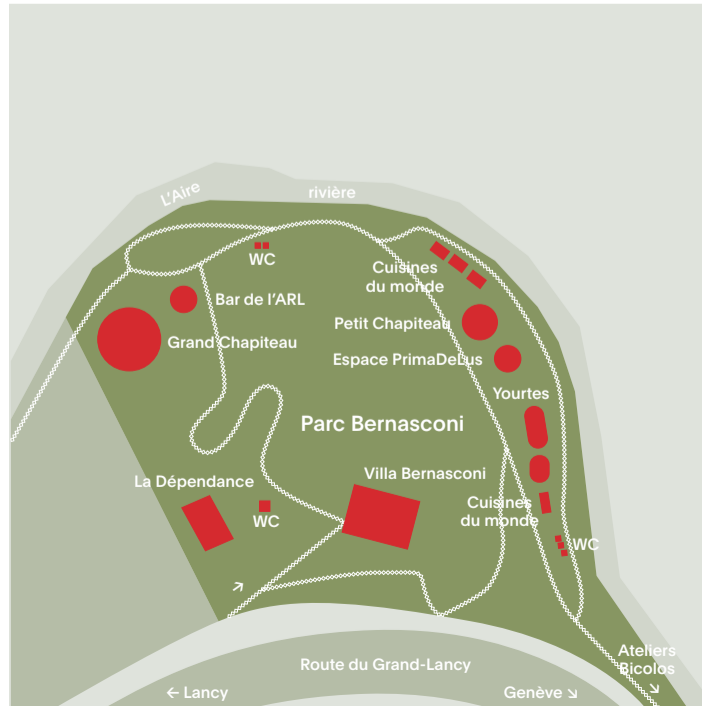 L'Aire
rivière
WC
Cuisines
du monde
Bar de l'ARL
Petit Chapiteau
Grand Chapiteau
Espace PrimaDeLus
Yourtes
Parc Bernasconi
La Dépendance
Villa Bernasconi
WC
Cuisines
du monde
WC
Ateliers
Bicolos
Route du Grand-Lancy
← Lancy
Genève ↘